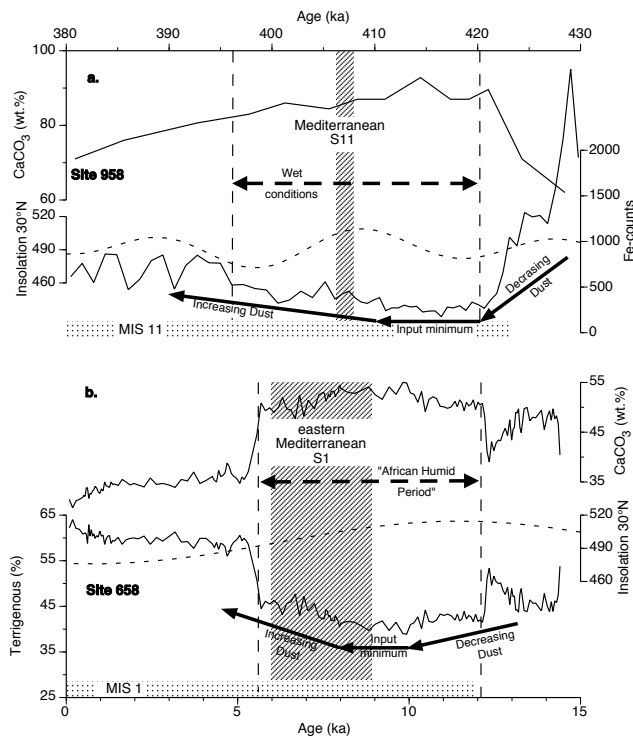 Age (ka)
380 390 400 410 420 430
a.
CaCO3 (wt.%)
100
80
60
Mediterranean
S11
Site 958
Wet
conditions
2000
1500
1000
500
0
Fe-counts
Insolation 30°N
520
490
460
Increasing Dust
Input minimum
Decrasing
Dust
MIS 11
b.
55
45
35
CaCO3 (wt.%)
eastern
Mediterranean
S1
"African Humid
Period"
Terrigenous (%)
65
55
45
35
25
520
490
460
Insolation 30°N
Site 658
Increasing
Dust
Input
minimum
Decreasing
Dust
MIS 1
0 5 10 15
Age (ka)